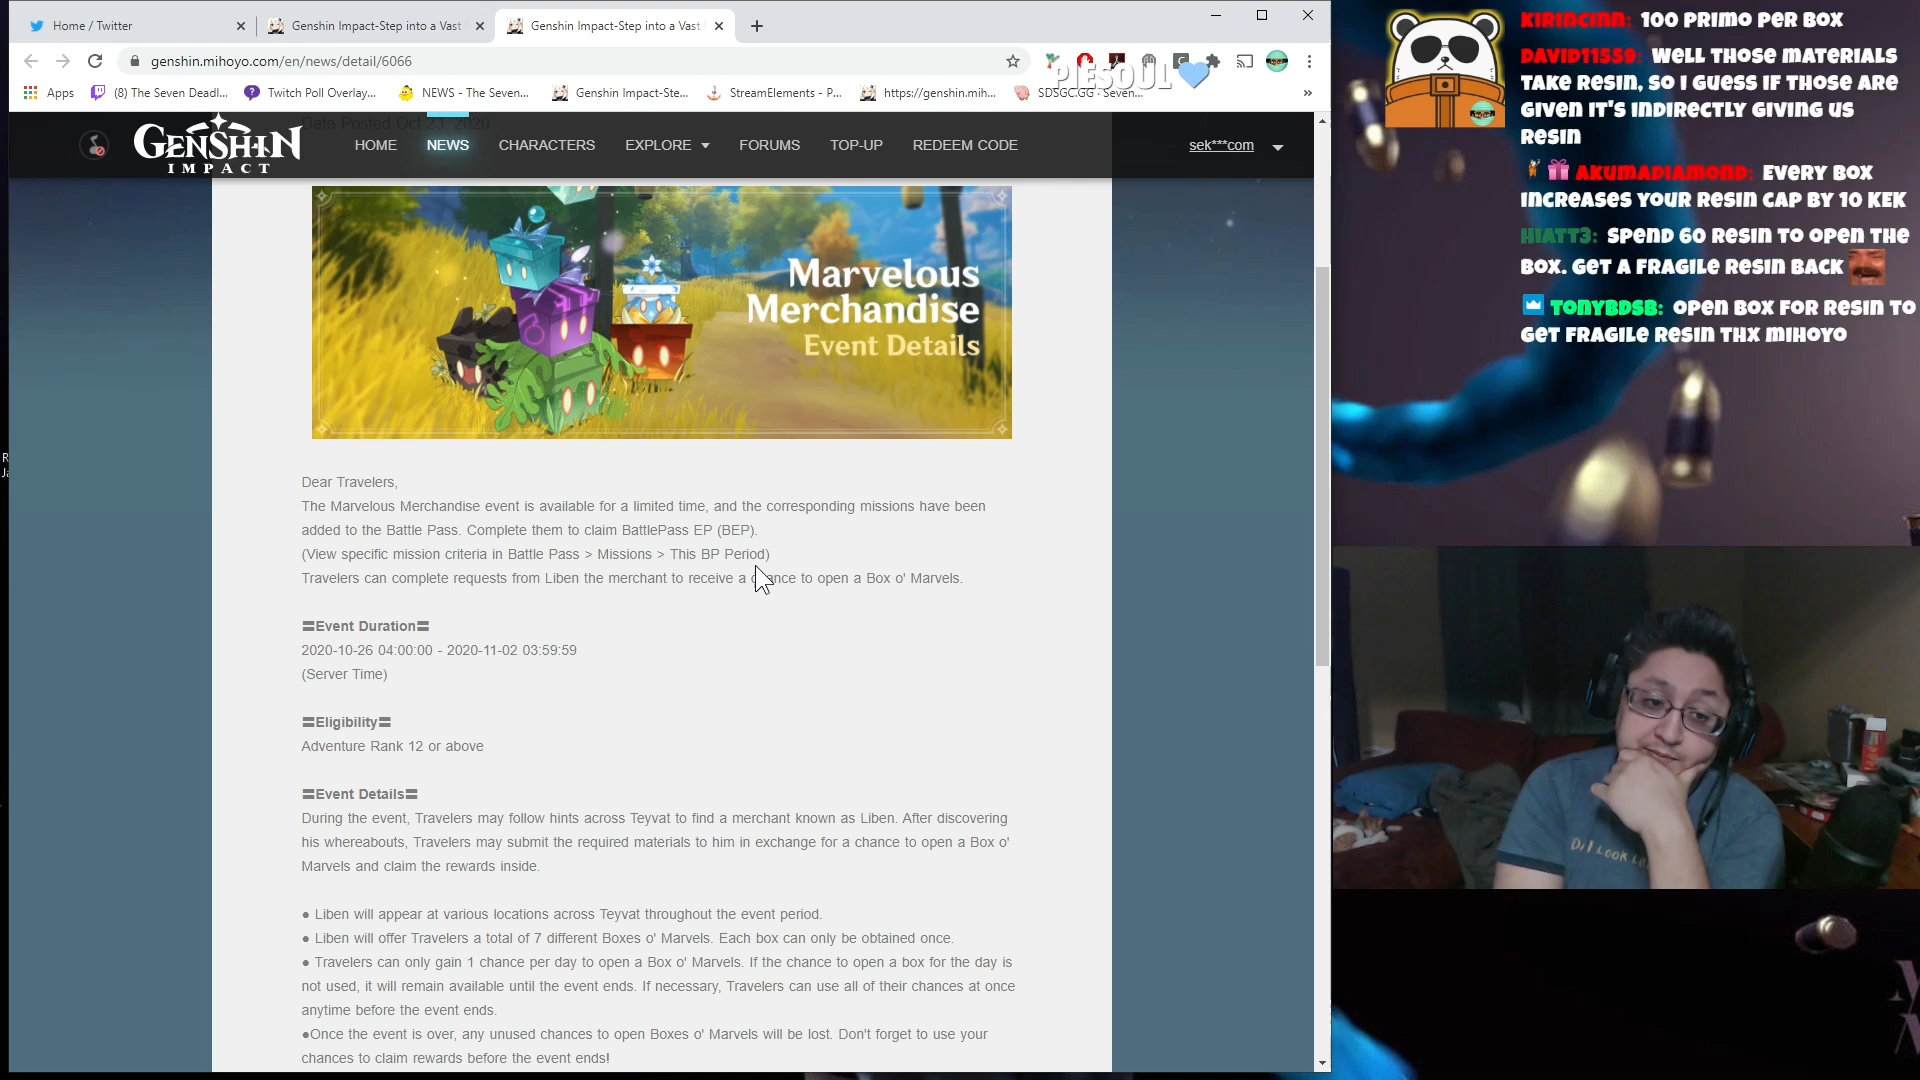 Home / Twitter
Genshin Impact-Step into a Vast
Genshin Impact-Step into a Vast
genshin.mihoyo.com/en/news/detail/6066
PIESOUL
Apps
(8) The Seven Deadl...
Twitch Poll Overlay...
NEWS - The Seven...
Genshin Impact-Ste...
StreamElements - P...
https://genshin.mih...
SDSGC.GG - Seven...
»
Date Posted Oct 23, 2020
GENSHIN
IMPACT
HOME
NEWS
CHARACTERS
EXPLORE
FORUMS
TOP-UP
REDEEM CODE
sek***com
Marvelous
Merchandise
Event Details
Dear Travelers,
The Marvelous Merchandise event is available for a limited time, and the corresponding missions have been
added to the Battle Pass. Complete them to claim BattlePass EP (BEP).
(View specific mission criteria in Battle Pass > Missions > This BP Period)
Travelers can complete requests from Liben the merchant to receive a chance to open a Box o' Marvels.
〓Event Duration〓
2020-10-26 04:00:00 - 2020-11-02 03:59:59
(Server Time)
〓Eligibility〓
Adventure Rank 12 or above
〓Event Details〓
During the event, Travelers may follow hints across Teyvat to find a merchant known as Liben. After discovering
his whereabouts, Travelers may submit the required materials to him in exchange for a chance to open a Box o'
Marvels and claim the rewards inside.
● Liben will appear at various locations across Teyvat throughout the event period.
● Liben will offer Travelers a total of 7 different Boxes o' Marvels. Each box can only be obtained once.
● Travelers can only gain 1 chance per day to open a Box o' Marvels. If the chance to open a box for the day is
not used, it will remain available until the event ends. If necessary, Travelers can use all of their chances at once
anytime before the event ends.
●Once the event is over, any unused chances to open Boxes o' Marvels will be lost. Don't forget to use your
chances to claim rewards before the event ends!
KIRINCINN: 100 PRIMO PER BOX
DAVID11559: WELL THOSE MATERIALS
TAKE RESIN, SO I GUESS IF THOSE ARE
GIVEN IT'S INDIRECTLY GIVING US
RESIN
AKUMADIAMOND: EVERY BOX
INCREASES YOUR RESIN CAP BY 10 KEK
HIATT3: SPEND 60 RESIN TO OPEN THE
BOX. GET A FRAGILE RESIN BACK
TONYBDSB: OPEN BOX FOR RESIN TO
GET FRAGILE RESIN THX MIHOYO